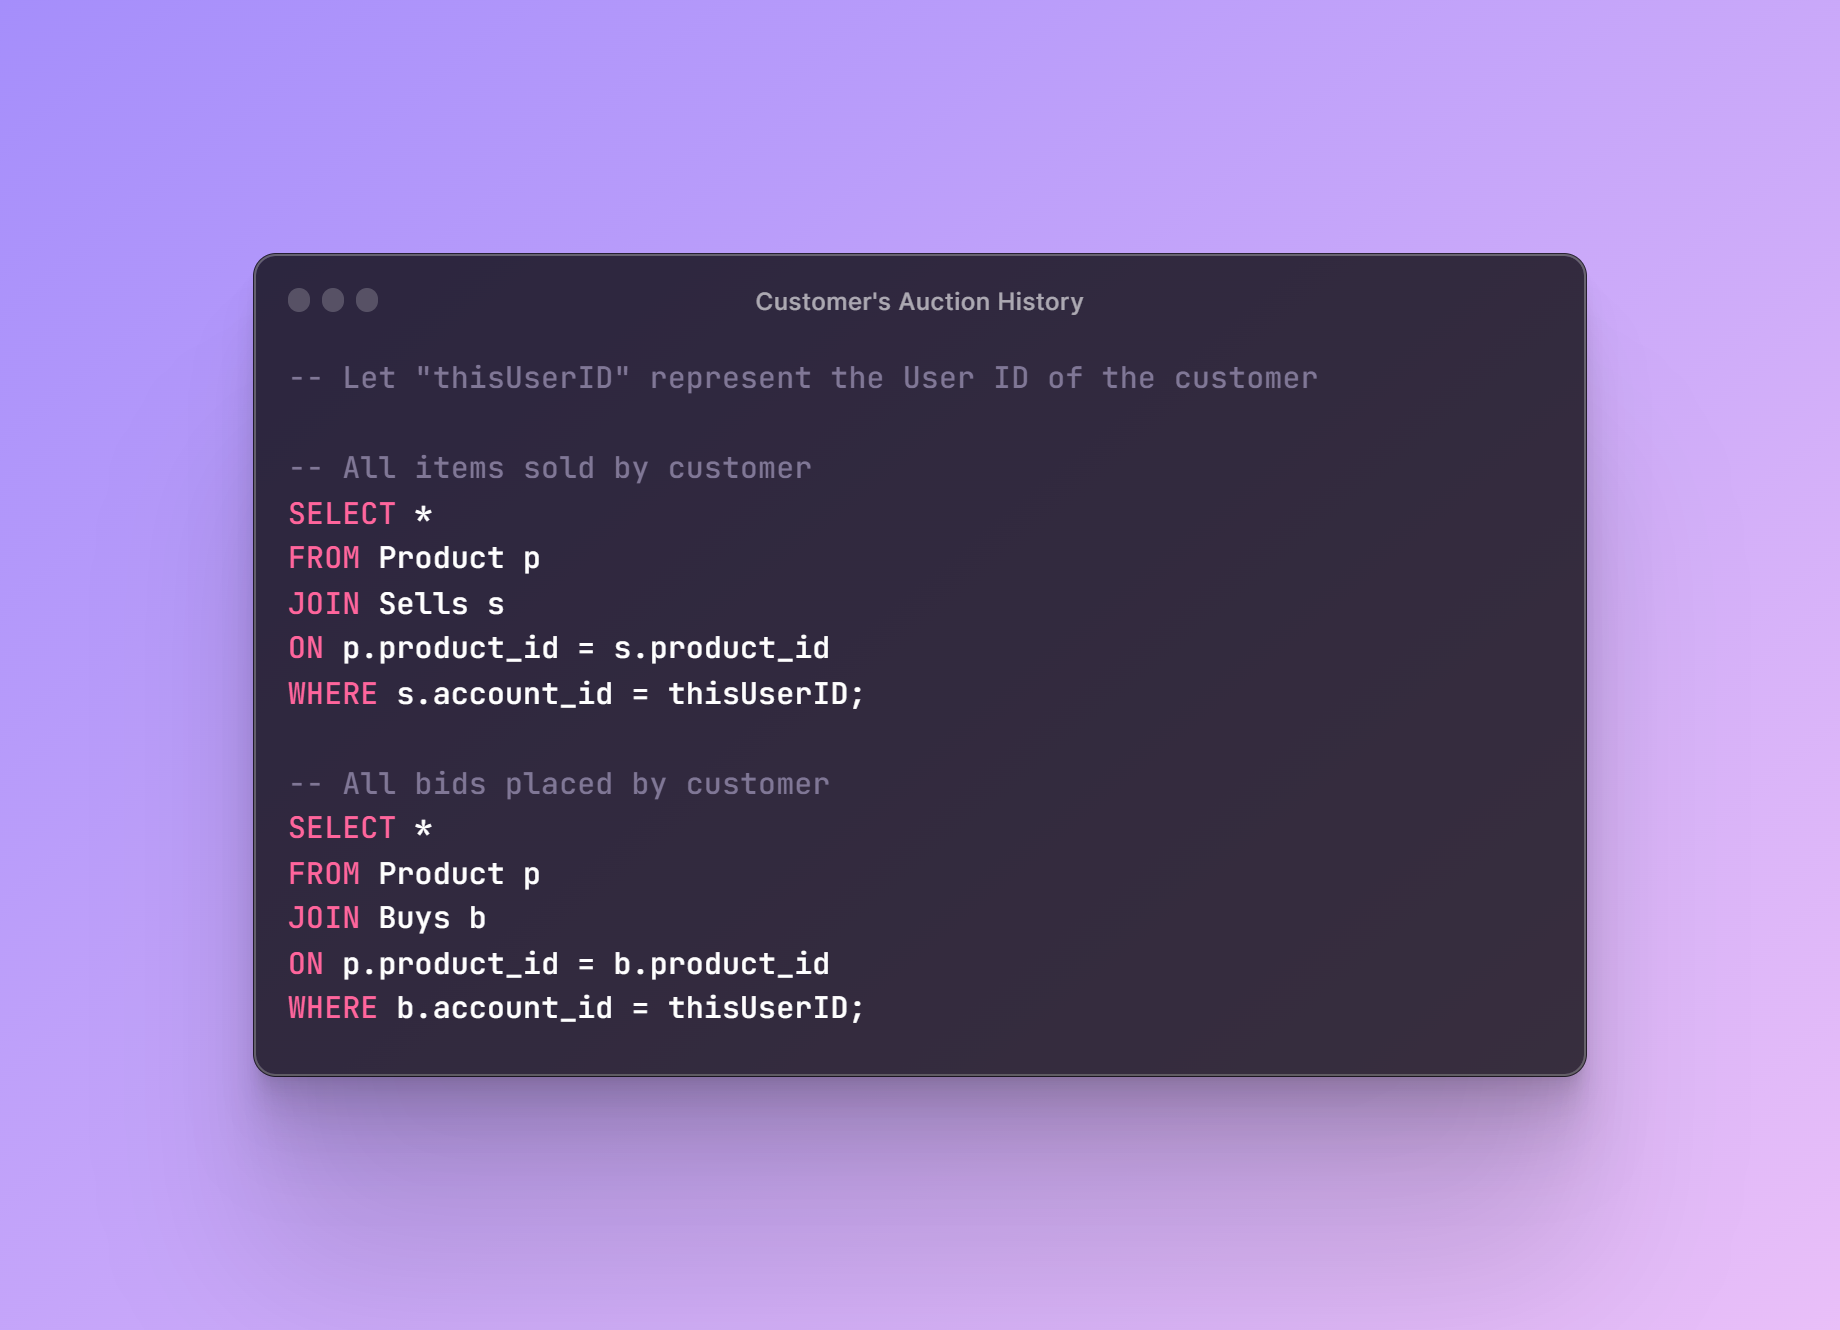 Customer's Auction History
-- Let "thisUserID" represent the User ID of the customer
-- All items sold by customer
SELECT *
FROM Product p
JOIN Sells s
ON p.product_id = s.product_id
WHERE s.account_id = thisUserID;
-- All bids placed by customer
SELECT *
FROM Product p
JOIN Buys b
ON p.product_id = b.product_id
WHERE b.account_id = thisUserID;